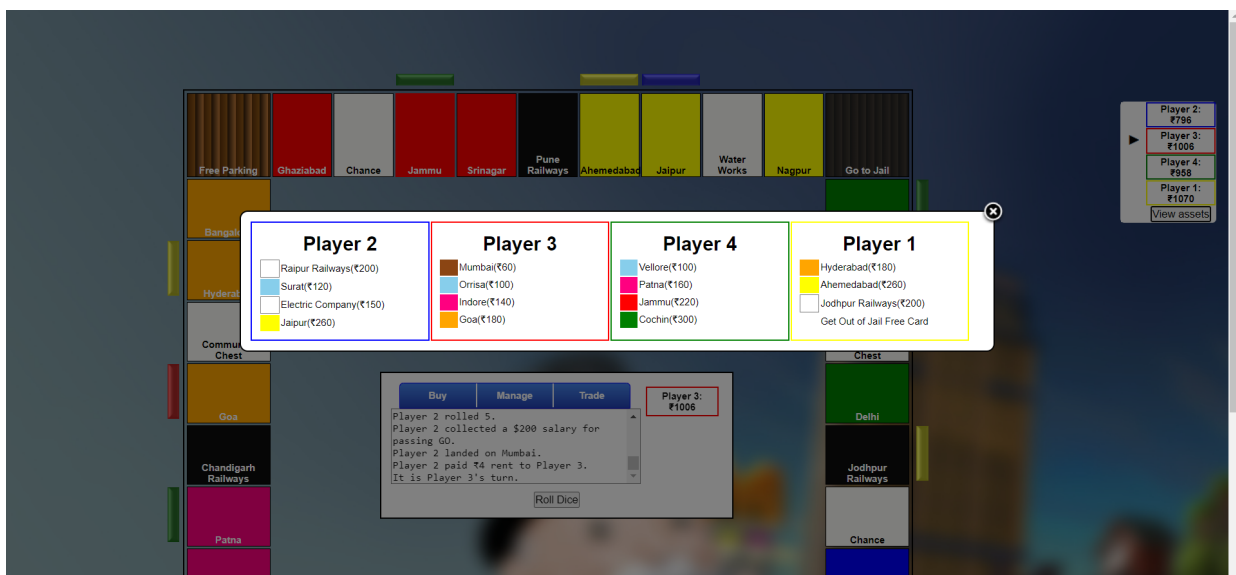 Free Parking
Ghaziabad
Chance
Jammu
Srinagar
Pune
Railways
Ahemedabad
Jaipur
Water
Works
Nagpur
Go to Jail
Player 2:
₹796
Player 3:
₹1006
Player 4:
₹958
Player 1:
₹1070
View assets
Player 2
Raipur Railways(₹200)
Surat(₹120)
Electric Company(₹150)
Jaipur(₹260)
Player 3
Mumbai(₹60)
Orrisa(₹100)
Indore(₹140)
Goa(₹180)
Player 4
Vellore(₹100)
Patna(₹160)
Jammu(₹220)
Cochin(₹300)
Player 1
Hyderabad(₹180)
Ahemedabad(₹260)
Jodhpur Railways(₹200)
Get Out of Jail Free Card
Chest
Goa
Chandigarh
Railways
Patna
Chest
Delhi
Jodhpur
Railways
Chance
Buy Manage Trade
Player 3:
₹1006
Player 2 rolled 5.
Player 2 collected a $200 salary for
passing GO.
Player 2 landed on Mumbai.
Player 2 paid ₹4 rent to Player 3.
It is Player 3's turn.
Roll Dice